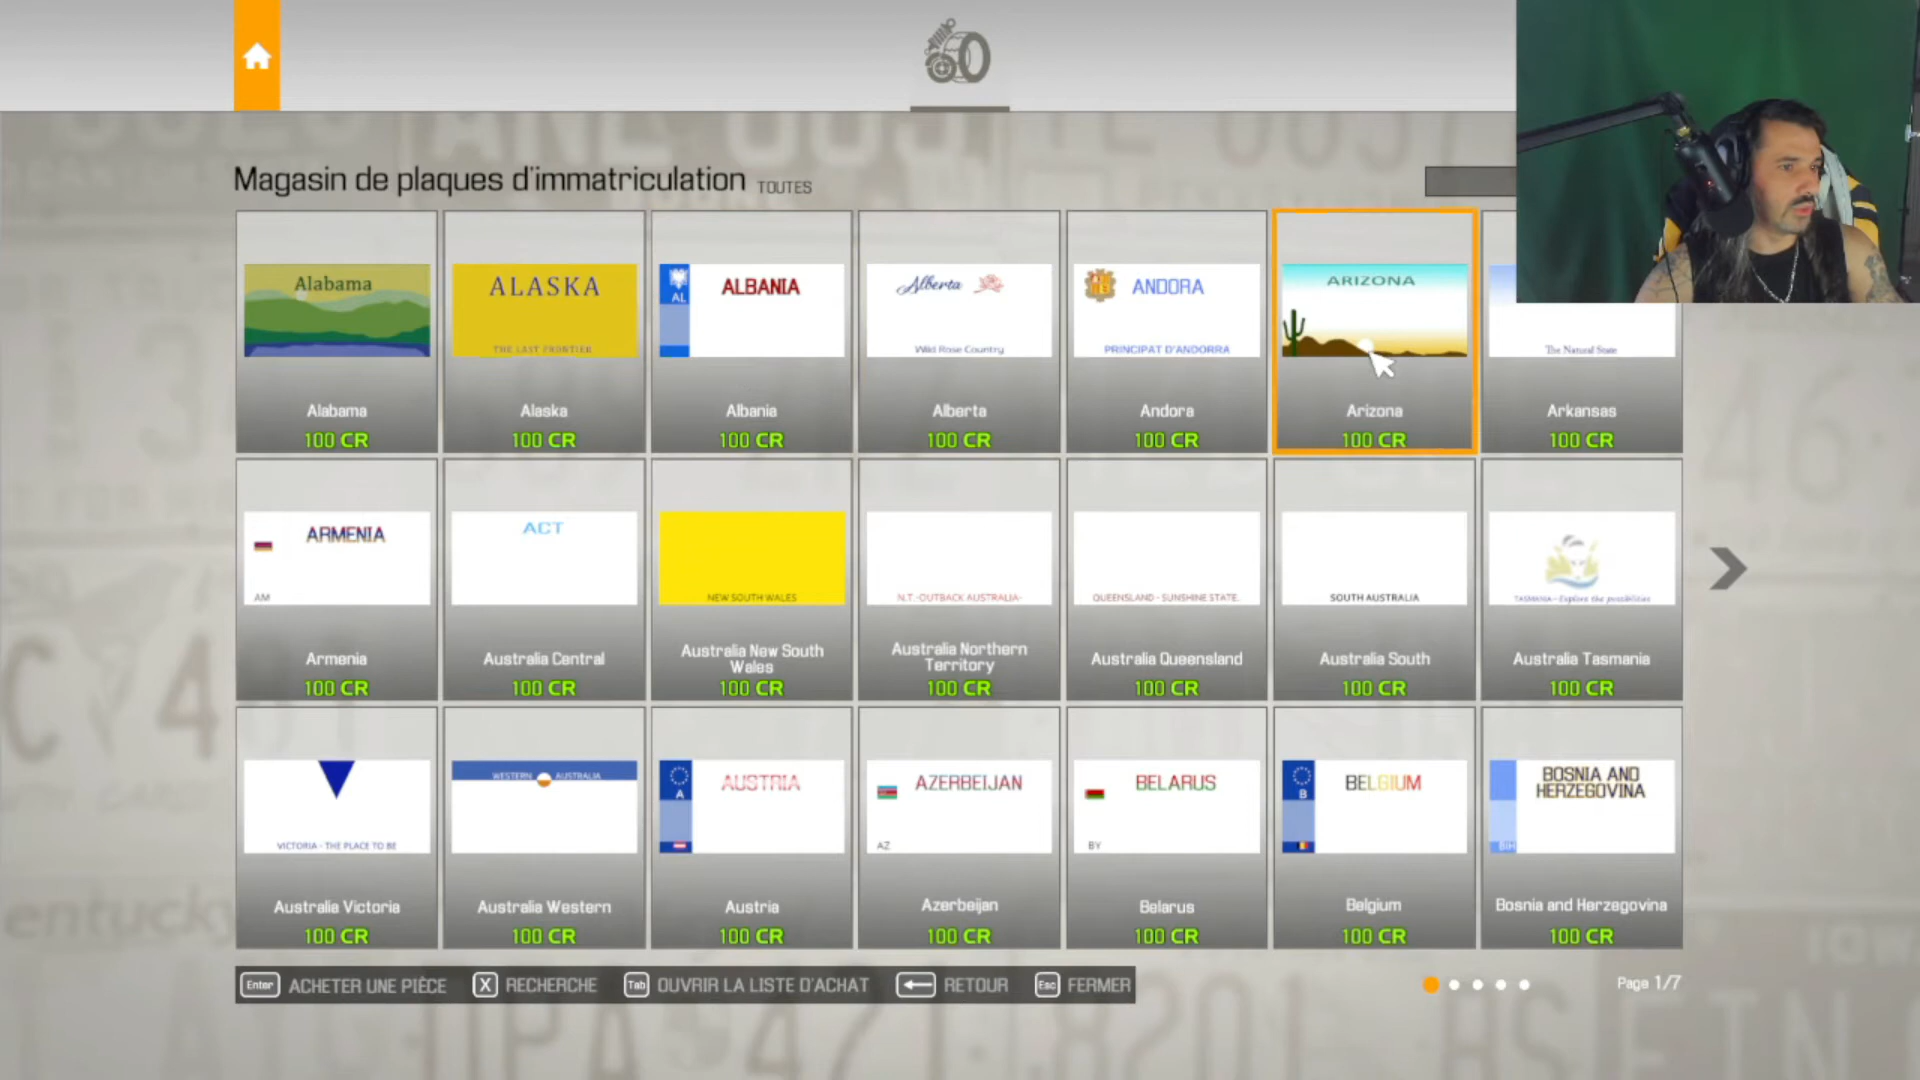 Magasin de plaques d'immatriculation TOUTES
Alabama
ALASKA
THE LAST FRONTIER
AL
ALBANIA
Alberta
Wild Rose Country
ANDORA
PRINCIPAT D'ANDORRA
ARIZONA
The Natural State
Alabama
Alaska
Albania
Alberta
Andora
Arizona
Arkansas
100 CR
100 CR
100 CR
100 CR
100 CR
100 CR
100 CR
ARMENIA
AM
ACT
NEW SOUTH WALES
N.T. -OUTBACK AUSTRALIA-
QUEENSLAND - SUNSHINE STATE.
SOUTH AUSTRALIA
TASMANIA - Explore the possibilities
Armenia
Australia Central
Australia New South
Wales
Australia Northern
Territory
Australia Queensland
Australia South
Australia Tasmania
100 CR
100 CR
100 CR
100 CR
100 CR
100 CR
100 CR
VICTORIA - THE PLACE TO BE
WESTERN AUSTRALIA
A
AUSTRIA
AZERBEIJAN
AZ
BELARUS
BY
B
BELGIUM
BOSNIA AND
HERZEGOVINA
BIH
Australia Victoria
Australia Western
Austria
Azerbeijan
Belarus
Belgium
Bosnia and Herzegovina
100 CR
100 CR
100 CR
100 CR
100 CR
100 CR
100 CR
Enter ACHETER UNE PIÈCE X RECHERCHE Tab OUVRIR LA LISTE D'ACHAT RETOUR Esc FERMER
Page 1/7